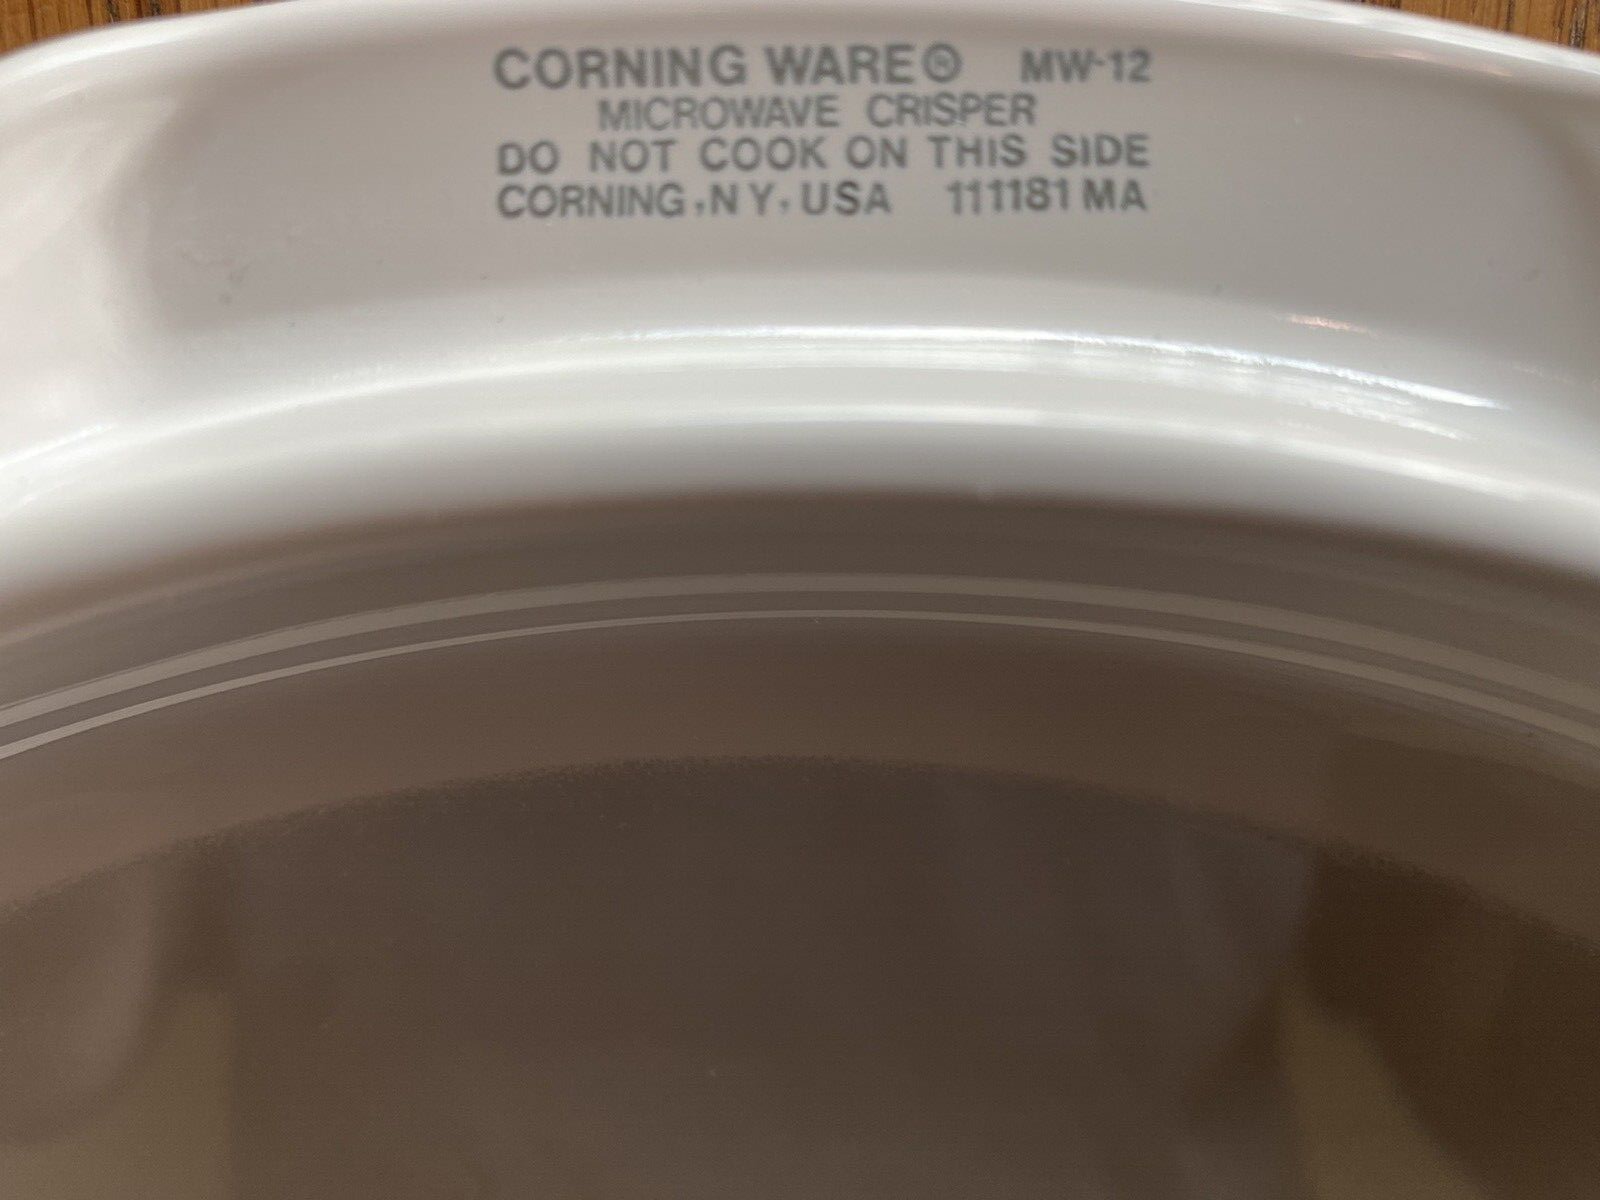 CORNING WARE® MW-12
MICROWAVE CRISPER
DO NOT COOK ON THIS SIDE
CORNING, N Y, USA 111181 MA